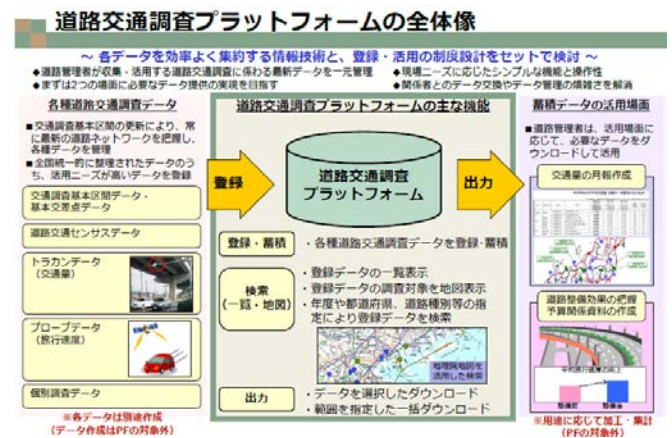 道路交通調査プラットフォームの全体像
～ 各データを効率よく集約する情報技術と、登録・活用の制度設計をセットで検討 ～
◆道路管理者が収集・活用する道路交通調査に係わる最新データを一元管理
◆まずは2つの場面に必要なデータ提供の実現を目指す
◆現場ニーズに応じたシンプルな機能と操作性
◆関係者とのデータ交換やデータ管理の煩雑さを解消
各種道路交通調査データ
■交通調査基本区間の更新により、常
に最新の道路ネットワークを把握し、
各種データを管理
■全国統一的に整理されたデータのう
ち、活用ニーズが高いデータを登録
交通調査基本区間データ・
基本交差点データ
道路交通センサスデータ
トラカンデータ
（交通量）
プローブデータ
（旅行速度）
個別調査データ
※各データは別途作成
（データ作成はPFの対象外）
登録
道路交通調査プラットフォームの主な機能
道路交通調査
プラットフォーム
登録・蓄積
・各種道路交通調査データを登録・蓄積
検索
（一覧・地図）
・登録データの一覧表示
・登録データの調査対象を地図表示
・年度や都道府県、道路種別等の指
定により登録データを検索
地理院地図を
活用した検索
出力
・データを選択したダウンロード
・範囲を指定した一括ダウンロード
出力
蓄積データの活用場面
■道路管理者は、活用場面に
応じて、必要なデータをダ
ウンロードして活用
交通量の月報作成
道路整備効果の把握
予算関係資料の作成
平均旅行速度の向上
整備前
整備後
※用途に応じて加工・集計
（PFの対象外）